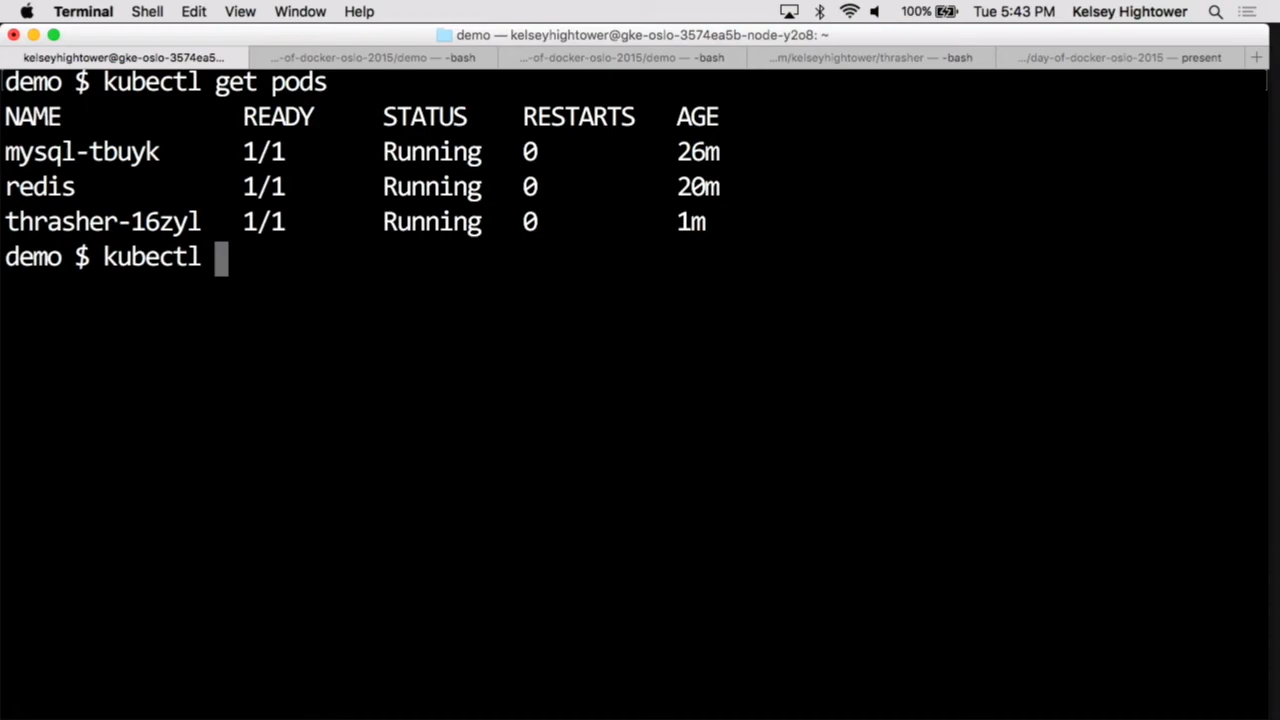 Terminal Shell Edit View Window Help 100% Tue 5:43 PM Kelsey Hightower
demo — kelseyhightower@gke-oslo-3574ea5b-node-y2o8: ~
kelseyhightower@gke-oslo-3574ea5... ...-of-docker-oslo-2015/demo — -bash ...-of-docker-oslo-2015/demo — -bash ...m/kelseyhightower/thrasher — -bash .../day-of-docker-oslo-2015 — present +
demo $ kubectl get pods
NAME READY STATUS RESTARTS AGE
mysql-tbuyk 1/1 Running 0 26m
redis 1/1 Running 0 20m
thrasher-16zyl 1/1 Running 0 1m
demo $ kubectl